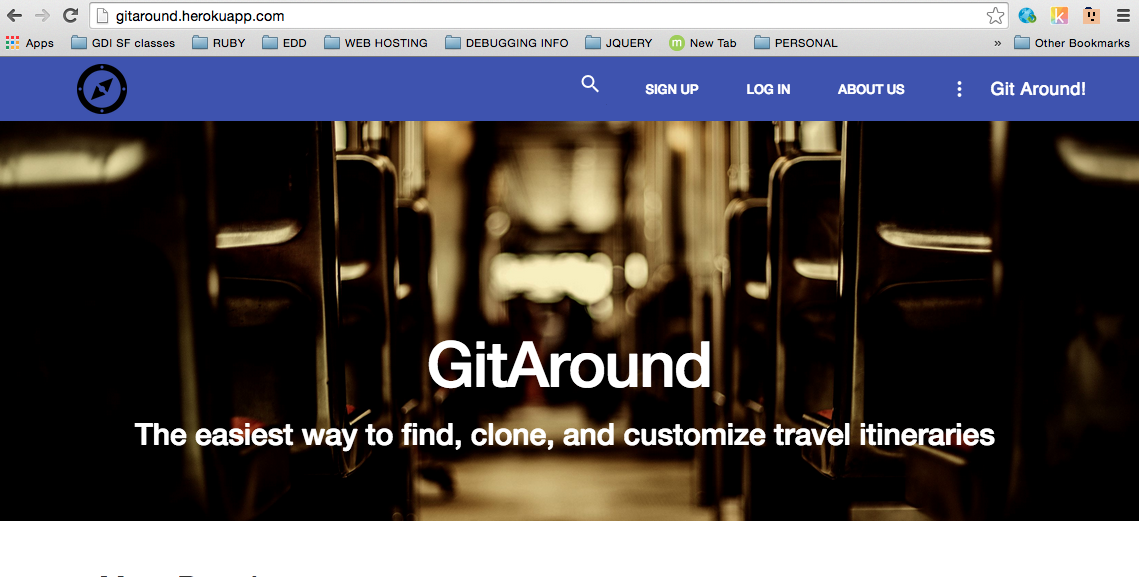 gitaround.herokuapp.com
Apps GDI SF classes RUBY EDD WEB HOSTING DEBUGGING INFO JQUERY m New Tab PERSONAL » Other Bookmarks
SIGN UP LOG IN ABOUT US Git Around!
GitAround
The easiest way to find, clone, and customize travel itineraries